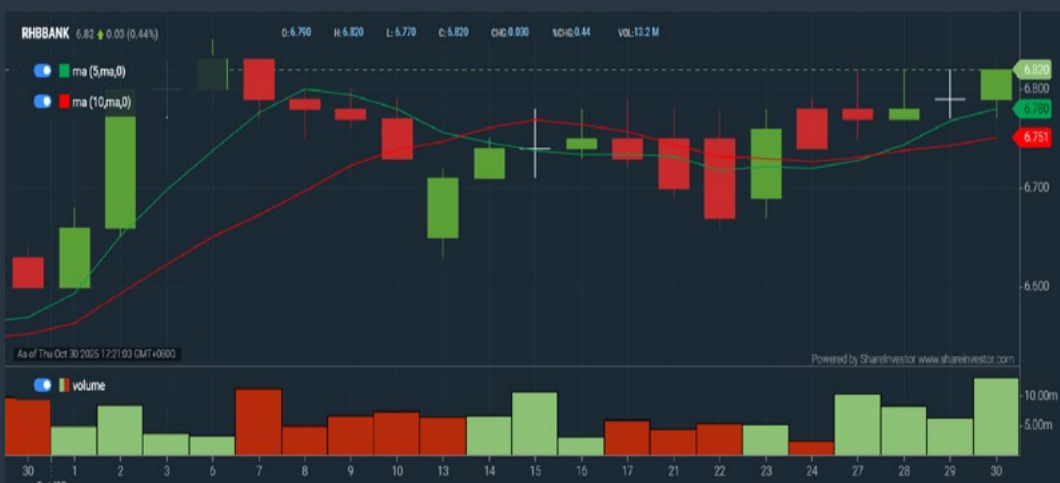 RHBBANK 6.82 0.03 (0.44%) O:6.790 H:6.820 L:6.770 C:6.820 CHG:0.030 %CHG:0.44 VOL:13.2 M
ma (5,ma,0)
ma (10,ma,0)
6.820
6.800
6.780
6.751
6.700
6.600
As of Thu Oct 30 2025 17:21:03 GMT+0800.
Powered by ShareInvestor www.shareinvestor.com
volume
10.00m
5.00m
30 1 2 3 6 7 8 9 10 13 14 15 16 17 21 22 23 24 27 28 29 30